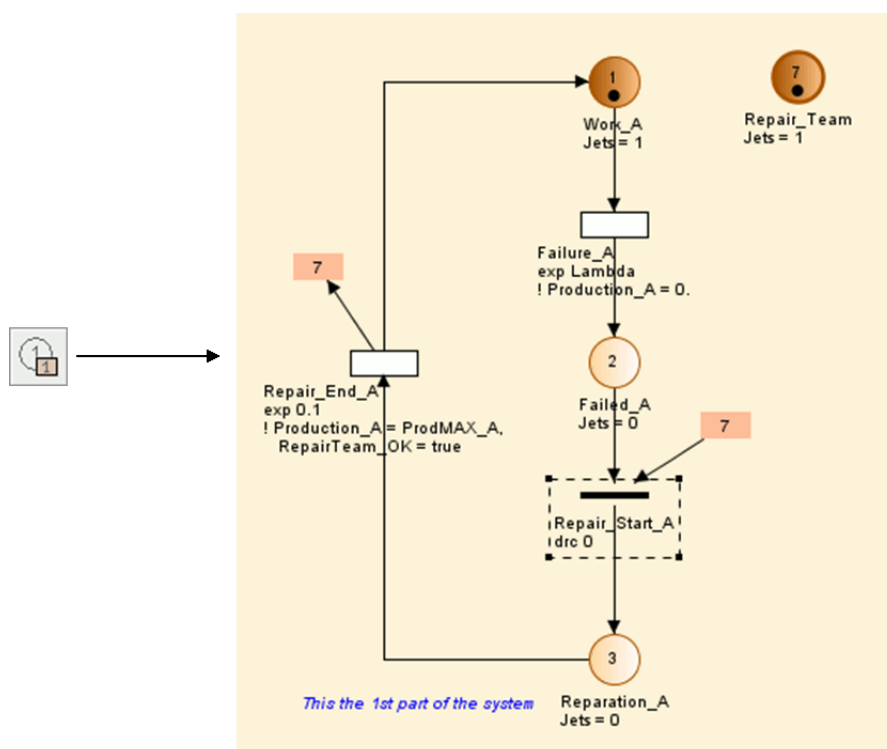 1
1
1
Work_A
Jets = 1
7
Repair_Team
Jets = 1
Failure_A
exp Lambda
! Production_A = 0.
7
2
Failed_A
Jets = 0
Repair_End_A
exp 0.1
! Production_A = ProdMAX_A,
RepairTeam_OK = true
7
Repair_Start_A
drc 0
3
Reparation_A
Jets = 0
This the 1st part of the system